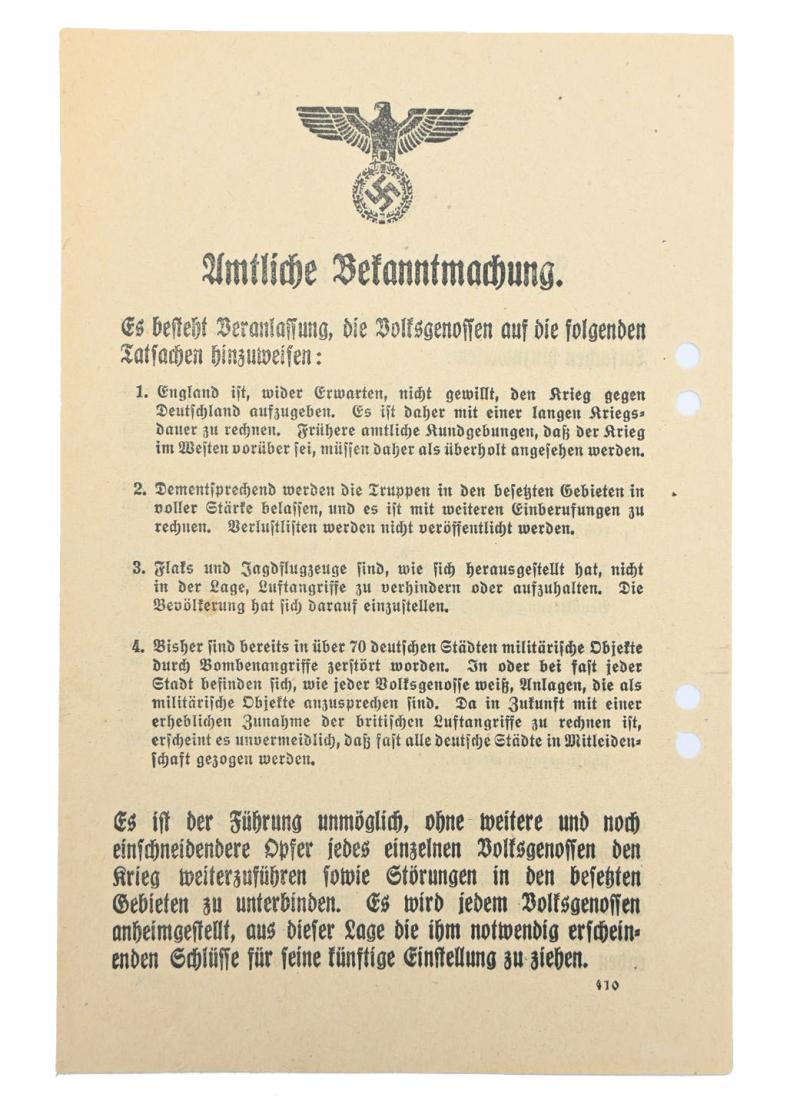 Amtliche Bekanntmachung.
Es besteht Veranlassung, die Volksgenossen auf die folgenden
Tatsachen hinzuweisen:
1. England ist, wider Erwarten, nicht gewillt, den Krieg gegen
Deutschland aufzugeben. Es ist daher mit einer langen Kriegs-
dauer zu rechnen. Frühere amtliche Kundgebungen, daß der Krieg
im Westen vorüber sei, müssen daher als überholt angesehen werden.
2. Dementsprechend werden die Truppen in den besetzten Gebieten in
voller Stärke belassen, und es ist mit weiteren Einberufungen zu
rechnen. Verlustlisten werden nicht veröffentlicht werden.
3. Flaks und Jagdflugzeuge sind, wie sich herausgestellt hat, nicht
in der Lage, Luftangriffe zu verhindern oder aufzuhalten. Die
Bevölkerung hat sich darauf einzustellen.
4. Bisher sind bereits in über 70 deutschen Städten militärische Objekte
durch Bombenangriffe zerstört worden. In oder bei fast jeder
Stadt befinden sich, wie jeder Volksgenosse weiß, Anlagen, die als
militärische Objekte anzusprechen sind. Da in Zukunft mit einer
erheblichen Zunahme der britischen Luftangriffe zu rechnen ist,
erscheint es unvermeidlich, daß fast alle deutsche Städte in Mitleiden-
schaft gezogen werden.
Es ist der Führung unmöglich, ohne weitere und noch
einschneidendere Opfer jedes einzelnen Volksgenossen den
Krieg weiterzuführen sowie Störungen in den besetzten
Gebieten zu unterbinden. Es wird jedem Volksgenossen
anheimgestellt, aus dieser Lage die ihm notwendig erschein-
enden Schlüsse für seine künftige Einstellung zu ziehen.
410